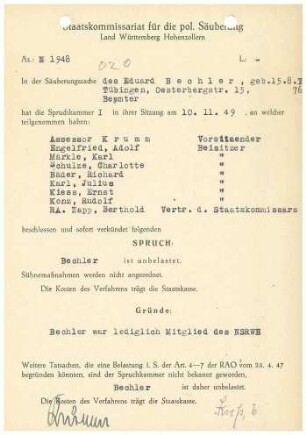 Staatskommissariat für die pol. Säuberung
Land Württemberg Hohenzollern
Az.: N 1948
020
L: -
In der Säuberungssache des Eduard Bechler, geb.15.8.
76
Tübingen, Oesterbergstr. 15,
Beamter
hat die Spruchkammer I in ihrer Sitzung am 10.11.49 an welcher
teilgenommen haben:
Assessor Krumm Vorsitzender
Engelfried, Adolf Beisitzer
Märkle, Karl "
Schulze, Charlotte "
Bader, Richard "
Karl, Julius "
Kiess, Ernst "
Konz, Rudolf "
RA. Rapp, Berthold Vertr. d. Staatskommissars
beschlossen und sofort verkündet folgenden
SPRUCH:
Bechler ist unbelastet.
Sühnemaßnahmen werden nicht angeordnet.
Die Kosten des Verfahrens trägt die Staatskasse.
Gründe:
Bechler war lediglich Mitglied des NSRWB
Weitere Tatsachen, die eine Belastung i. S. der Art. 4—7 der RAO vom 23. 4. 47
begründen könnten, sind der Spruchkammer nicht bekannt geworden,
Bechler ist daher unbelastet.
Die Kosten des Verfahrens trägt die Staatskasse.